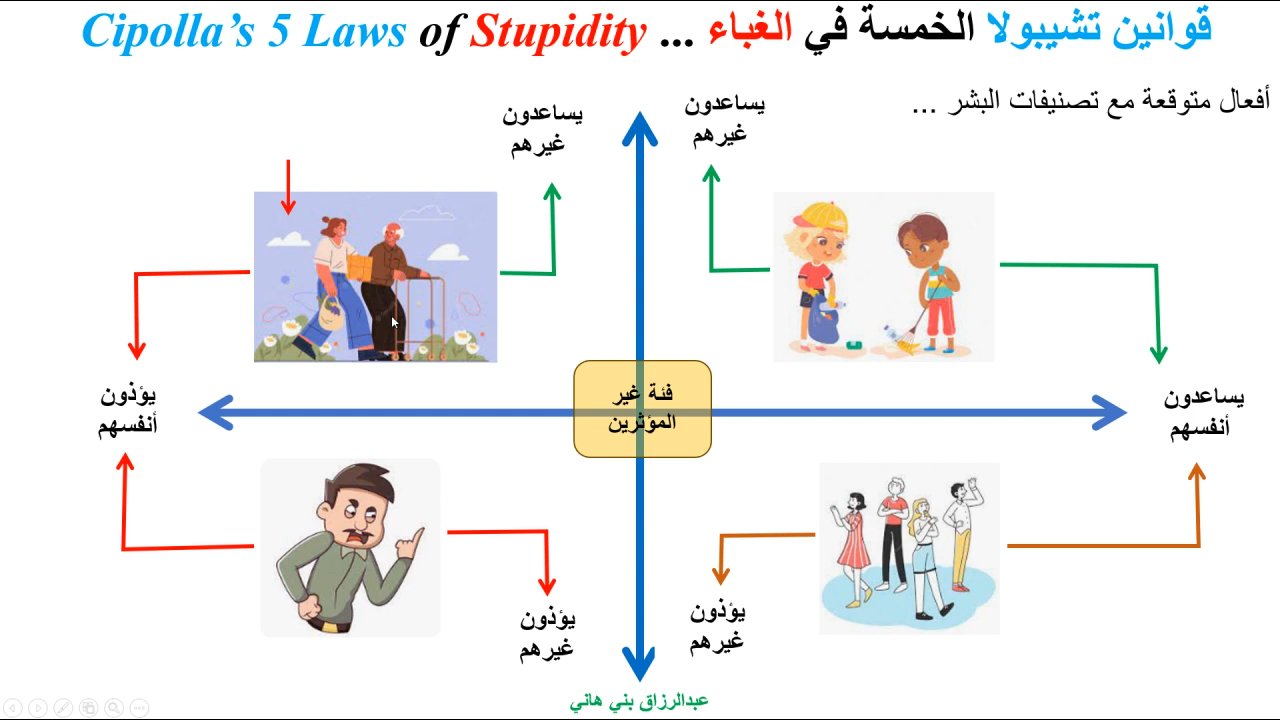 قوانين تشيبولا الخمسة في الغباء ... Cipolla's 5 Laws of Stupidity
أفعال متوقعة مع تصنيفات البشر ...
يساعدون
غيرهم
يساعدون
غيرهم
يساعدون
أنفسهم
فئة غير
المؤثرين
يؤذون
أنفسهم
يؤذون
غيرهم
يؤذون
غيرهم
عبدالرزاق بني هاني